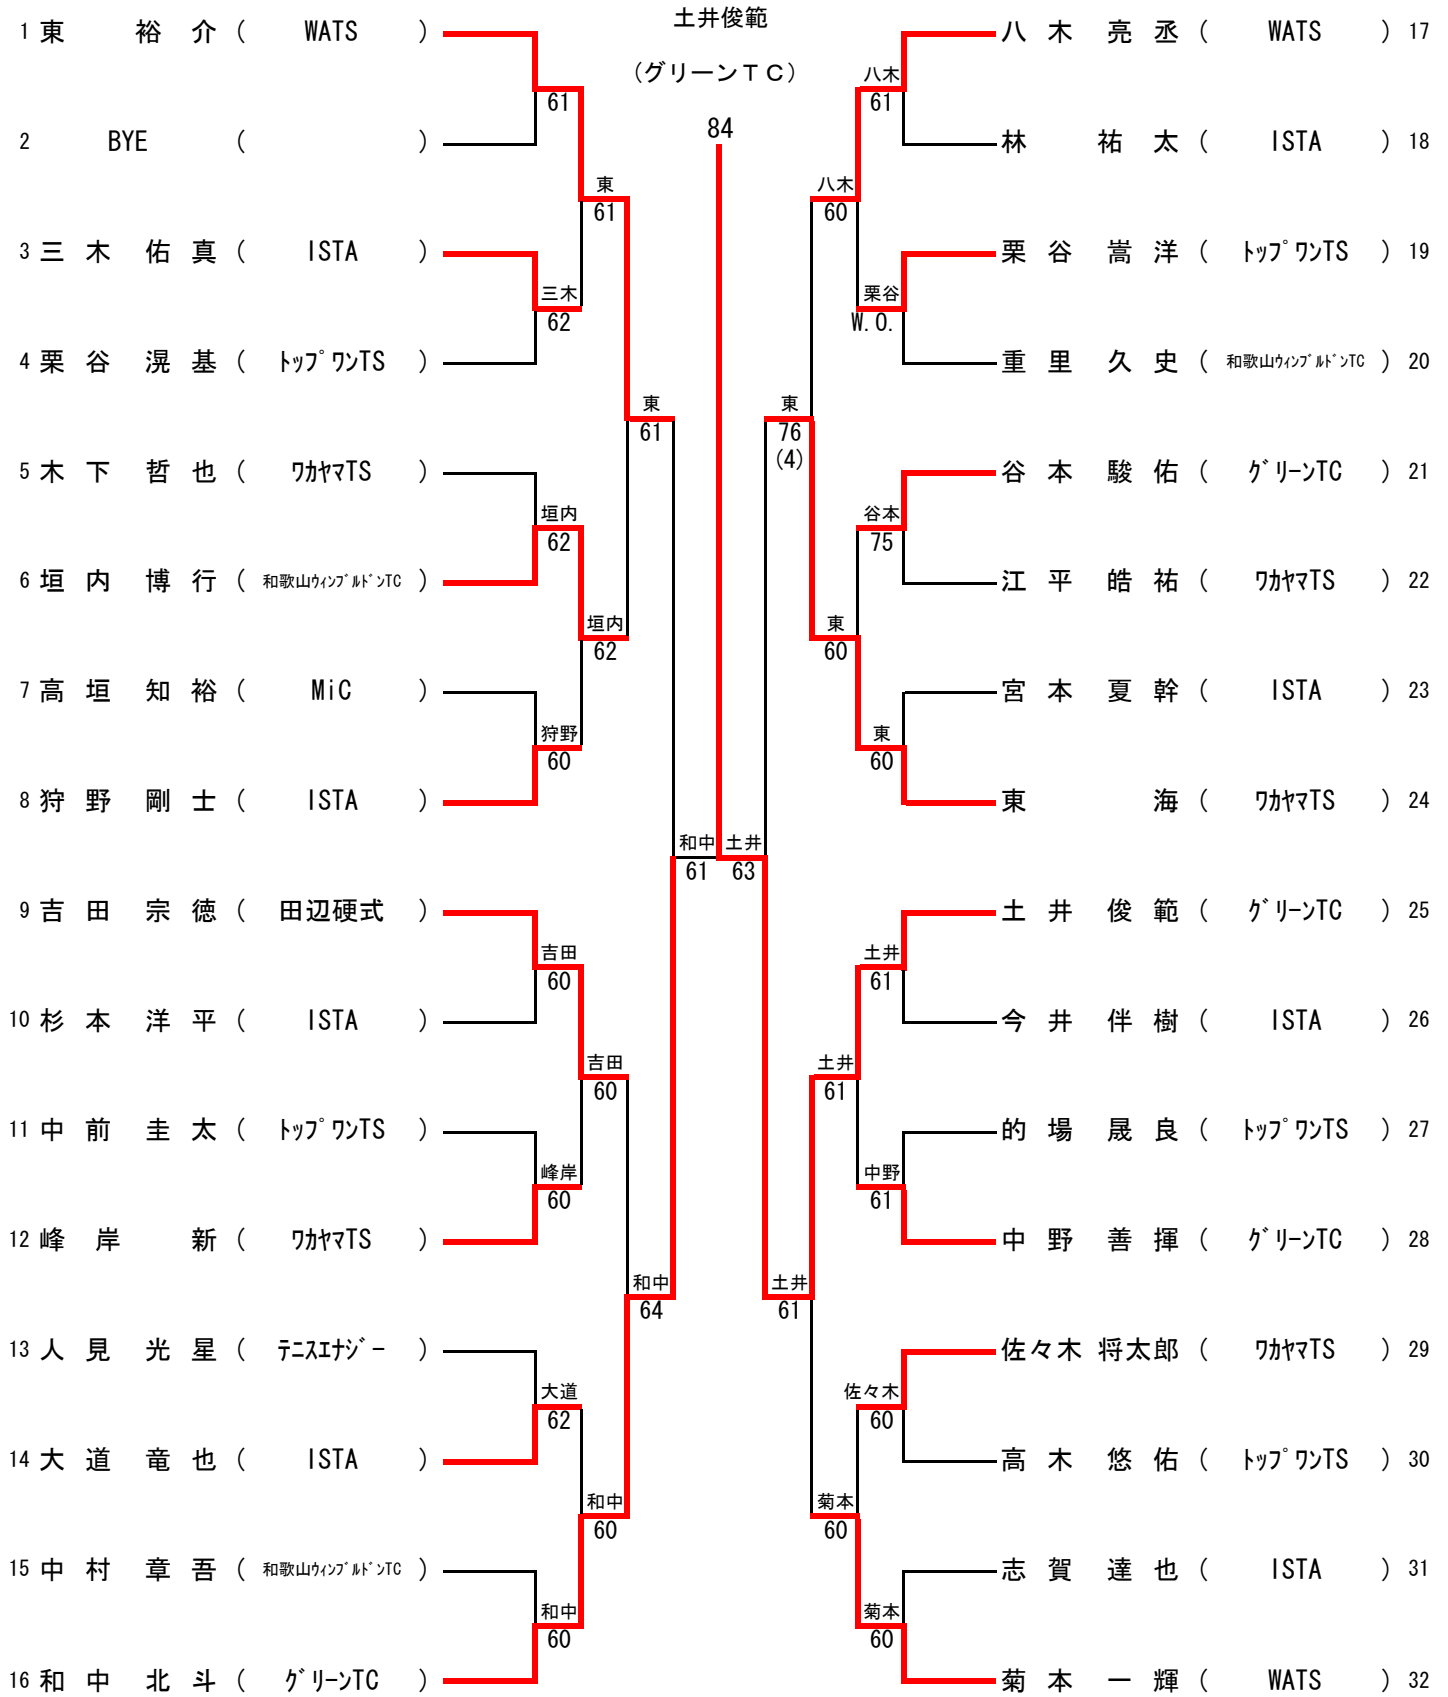 土井俊範
(グリーンTC)
84
1 東 裕 介 ( WATS )
61
2 BYE ( )
東
61
3 三 木 佑 真 ( ISTA )
三木
62
4 栗 谷 滉 基 ( トップワンTS )
東
61
5 木 下 哲 也 ( ワカヤマTS )
垣内
62
6 垣 内 博 行 ( 和歌山ウィンブルドンTC )
垣内
62
7 高 垣 知 裕 ( MiC )
狩野
60
8 狩 野 剛 士 ( ISTA )
和中
61
9 吉 田 宗 徳 ( 田辺硬式 )
吉田
60
10 杉 本 洋 平 ( ISTA )
吉田
60
11 中 前 圭 太 ( トップワンTS )
峰岸
60
12 峰 岸 新 ( ワカヤマTS )
和中
64
13 人 見 光 星 ( テニスエナジー )
大道
62
14 大 道 竜 也 ( ISTA )
和中
60
15 中 村 章 吾 ( 和歌山ウィンブルドンTC )
和中
60
16 和 中 北 斗 ( グリーンTC )
八 木 亮 丞 ( WATS ) 17
八木
61
林 祐 太 ( ISTA ) 18
八木
60
栗 谷 嵩 洋 ( トップワンTS ) 19
栗谷
W.O.
重 里 久 史 ( 和歌山ウィンブルドンTC ) 20
東
76
(4)
谷 本 駿 佑 ( グリーンTC ) 21
谷本
75
江 平 皓 祐 ( ワカヤマTS ) 22
東
60
宮 本 夏 幹 ( ISTA ) 23
東
60
東 海 ( ワカヤマTS ) 24
土井
63
土 井 俊 範 ( グリーンTC ) 25
土井
61
今 井 伴 樹 ( ISTA ) 26
土井
61
的 場 晟 良 ( トップワンTS ) 27
中野
61
中 野 善 揮 ( グリーンTC ) 28
土井
61
佐々木 将太郎 ( ワカヤマTS ) 29
佐々木
60
高 木 悠 佑 ( トップワンTS ) 30
菊本
60
志 賀 達 也 ( ISTA ) 31
菊本
60
菊 本 一 輝 ( WATS ) 32